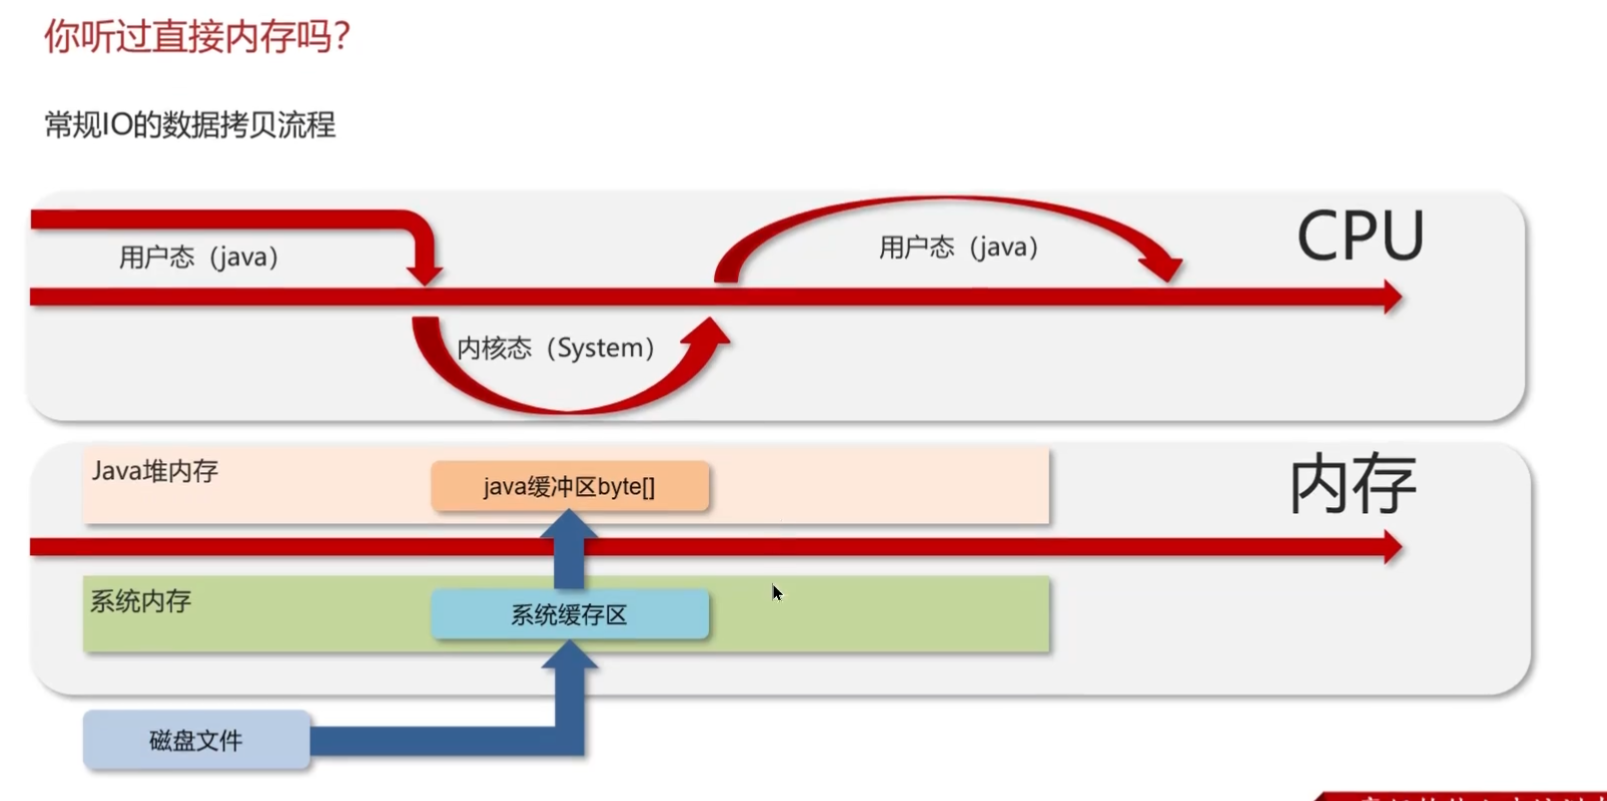 你听过直接内存吗？
常规IO的数据拷贝流程
CPU
用户态（java）
用户态（java）
内核态（System）
内存
Java堆内存
java缓冲区byte[]
系统内存
系统缓存区
磁盘文件